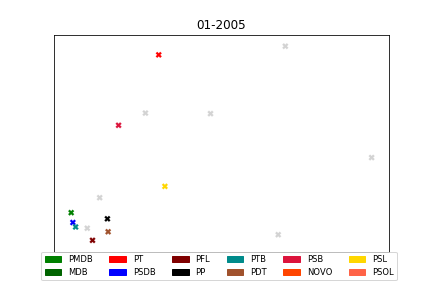 01-2005
PMDB PT PFL PTB PSB PSL
MDB PSDB PP PDT NOVO PSOL